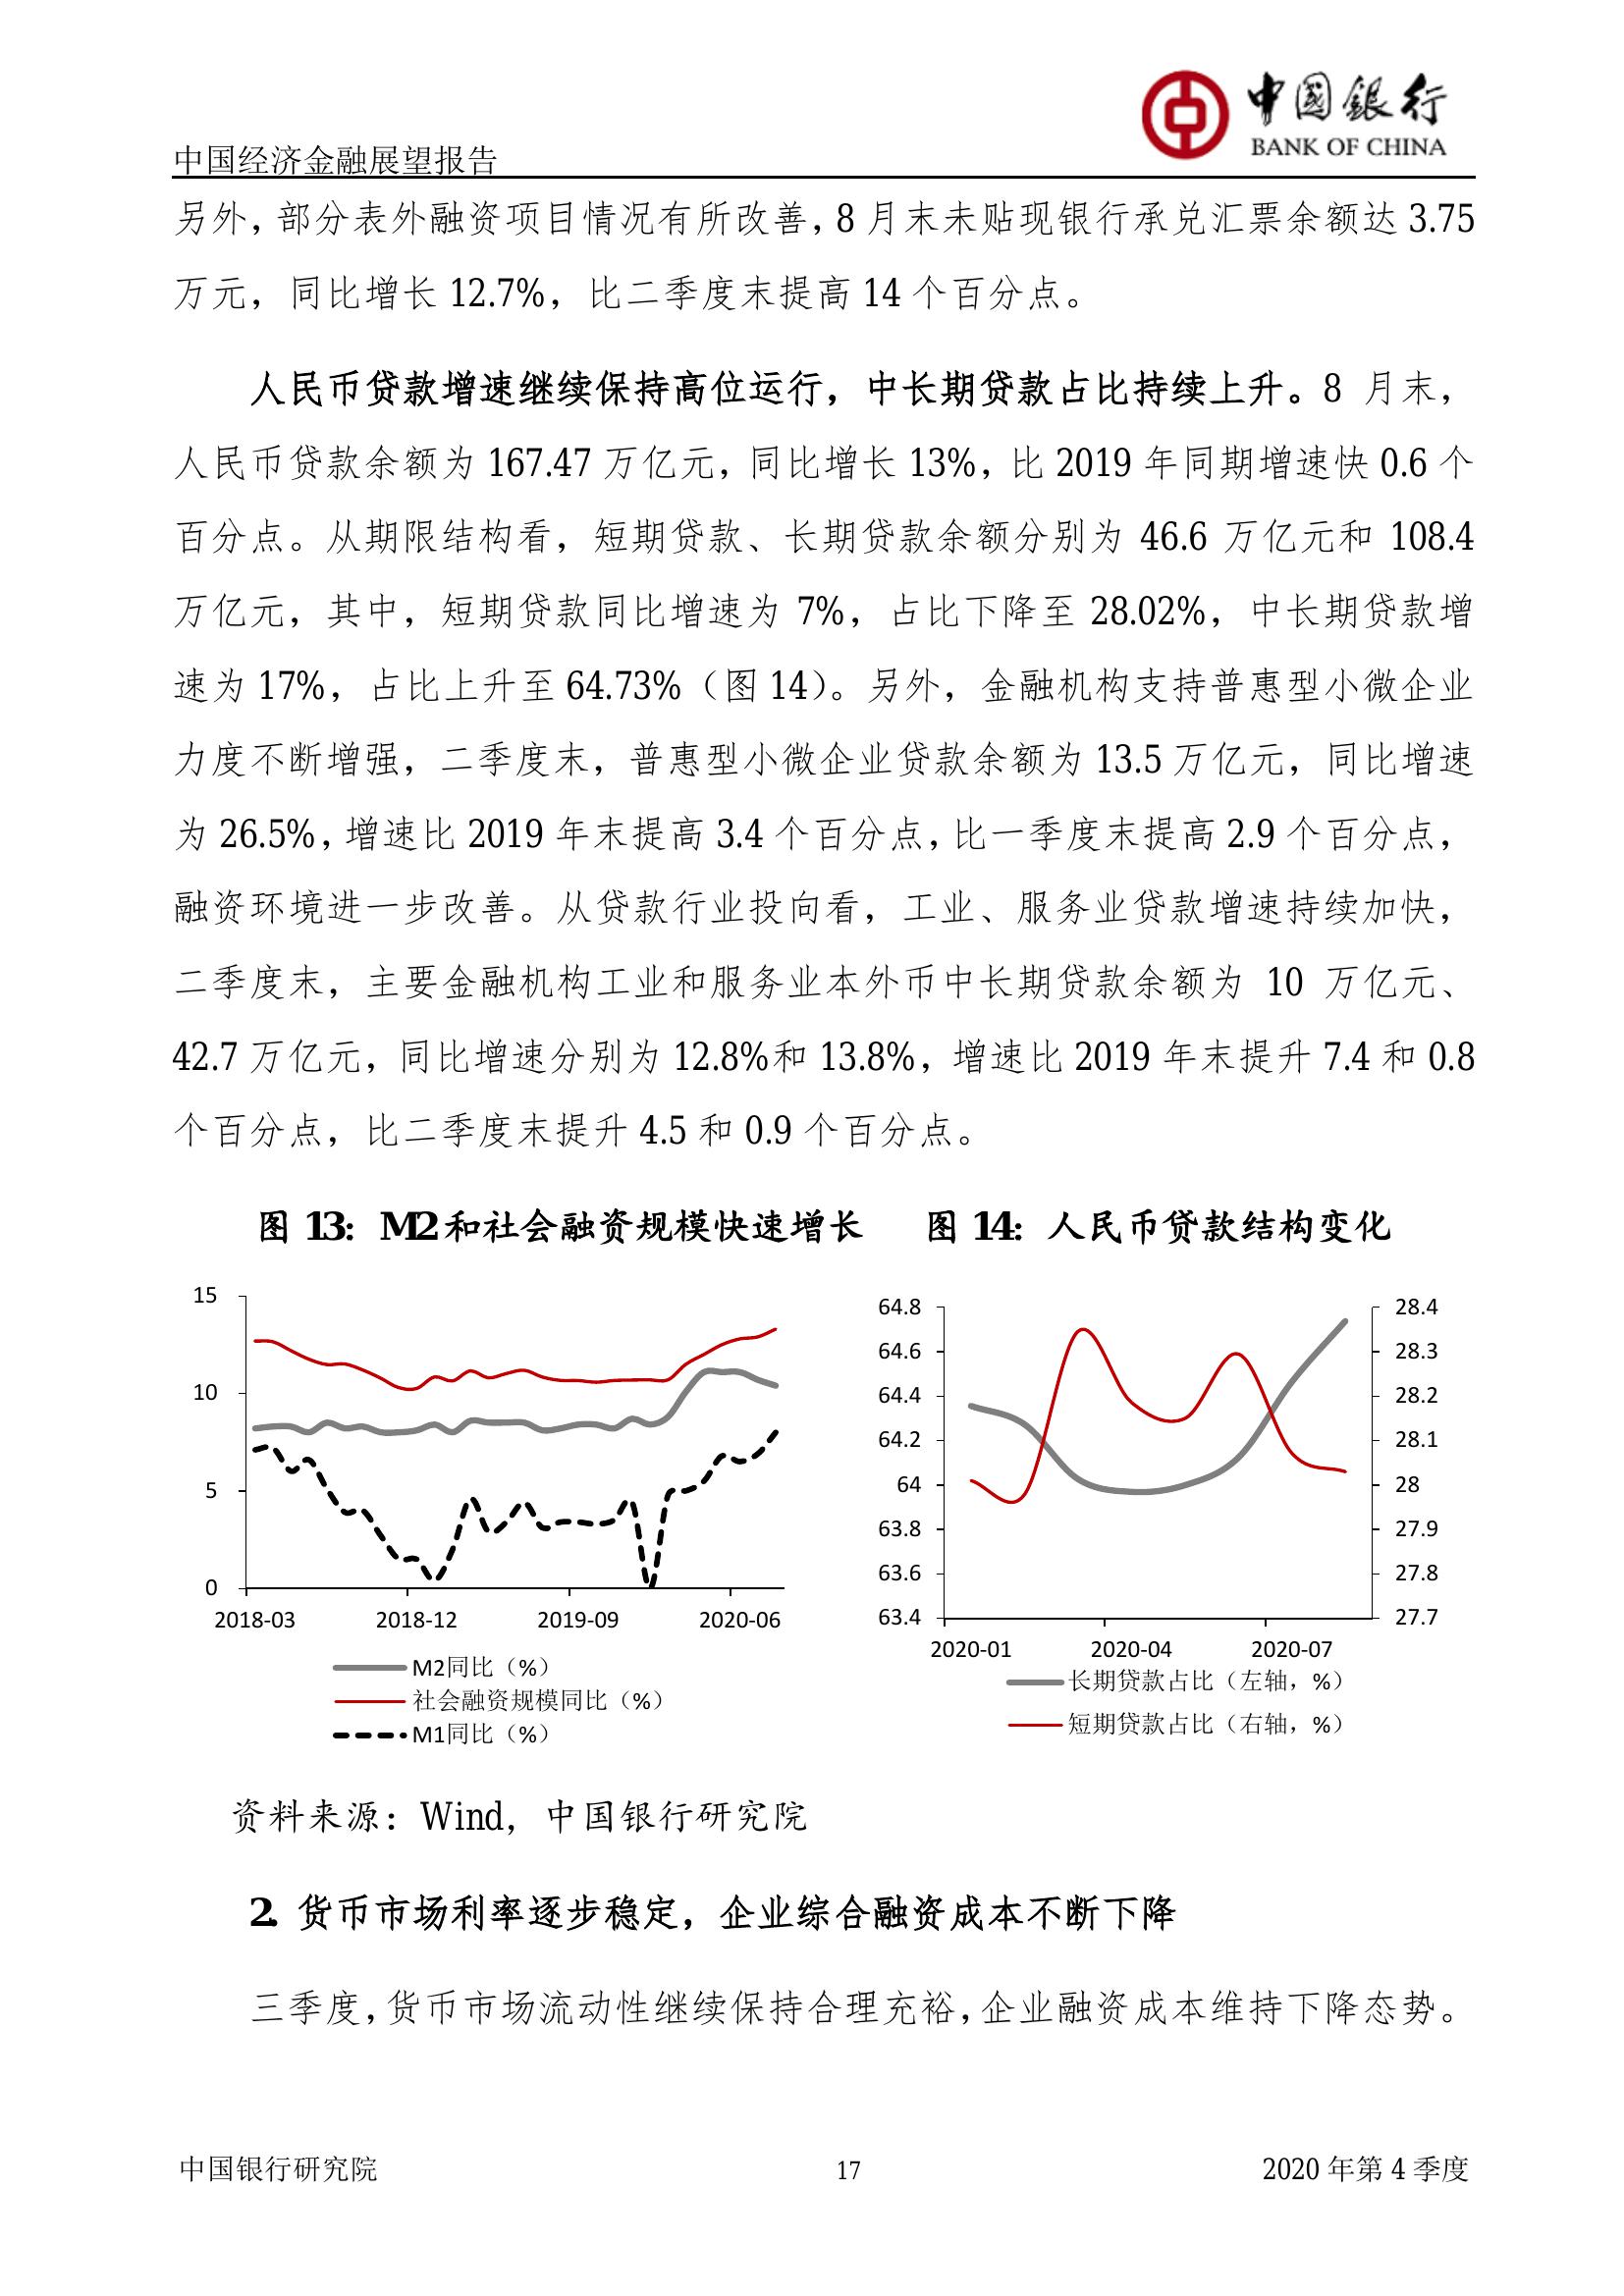 中国银行
BANK OF CHINA
中国经济金融展望报告
另外，部分表外融资项目情况有所改善，8 月末未贴现银行承兑汇票余额达 3.75
万元，同比增长 12.7%，比二季度末提高 14 个百分点。
人民币贷款增速继续保持高位运行，中长期贷款占比持续上升。8 月末，
人民币贷款余额为 167.47 万亿元，同比增长 13%，比 2019 年同期增速快 0.6 个
百分点。从期限结构看，短期贷款、长期贷款余额分别为 46.6 万亿元和 108.4
万亿元，其中，短期贷款同比增速为 7%，占比下降至 28.02%，中长期贷款增
速为 17%，占比上升至 64.73%（图 14）。另外，金融机构支持普惠型小微企业
力度不断增强，二季度末，普惠型小微企业贷款余额为 13.5 万亿元，同比增速
为 26.5%，增速比 2019 年末提高 3.4 个百分点，比一季度末提高 2.9 个百分点，
融资环境进一步改善。从贷款行业投向看，工业、服务业贷款增速持续加快，
二季度末，主要金融机构工业和服务业本外币中长期贷款余额为 10 万亿元、
42.7 万亿元，同比增速分别为 12.8%和 13.8%，增速比 2019 年末提升 7.4 和 0.8
个百分点，比二季度末提升 4.5 和 0.9 个百分点。
图 13：M2 和社会融资规模快速增长
15
10
5
0
2018-03 2018-12 2019-09 2020-06
M2同比（%）
社会融资规模同比（%）
M1同比（%）
图 14：人民币贷款结构变化
64.8
64.6
64.4
64.2
64
63.8
63.6
63.4
28.4
28.3
28.2
28.1
28
27.9
27.8
27.7
2020-01 2020-04 2020-07
长期贷款占比（左轴，%）
短期贷款占比（右轴，%）
资料来源：Wind，中国银行研究院
2. 货币市场利率逐步稳定，企业综合融资成本不断下降
三季度，货币市场流动性继续保持合理充裕，企业融资成本维持下降态势。
中国银行研究院 17 2020 年第 4 季度